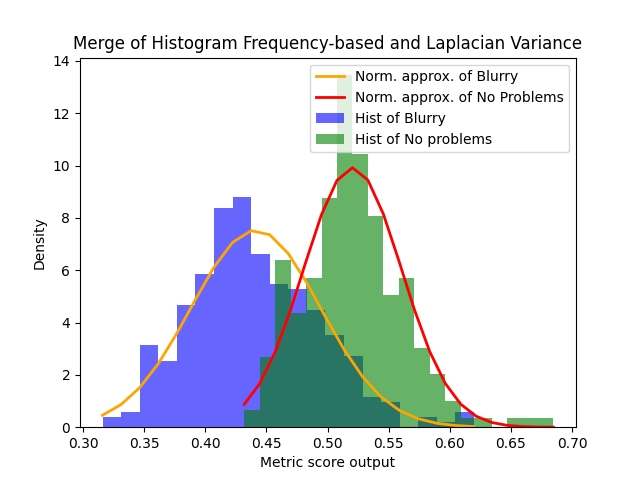 Merge of Histogram Frequency-based and Laplacian Variance
14
12
10
8
6
4
2
0
Density
Norm. approx. of Blurry
Norm. approx. of No Problems
Hist of Blurry
Hist of No problems
0.30 0.35 0.40 0.45 0.50 0.55 0.60 0.65 0.70
Metric score output